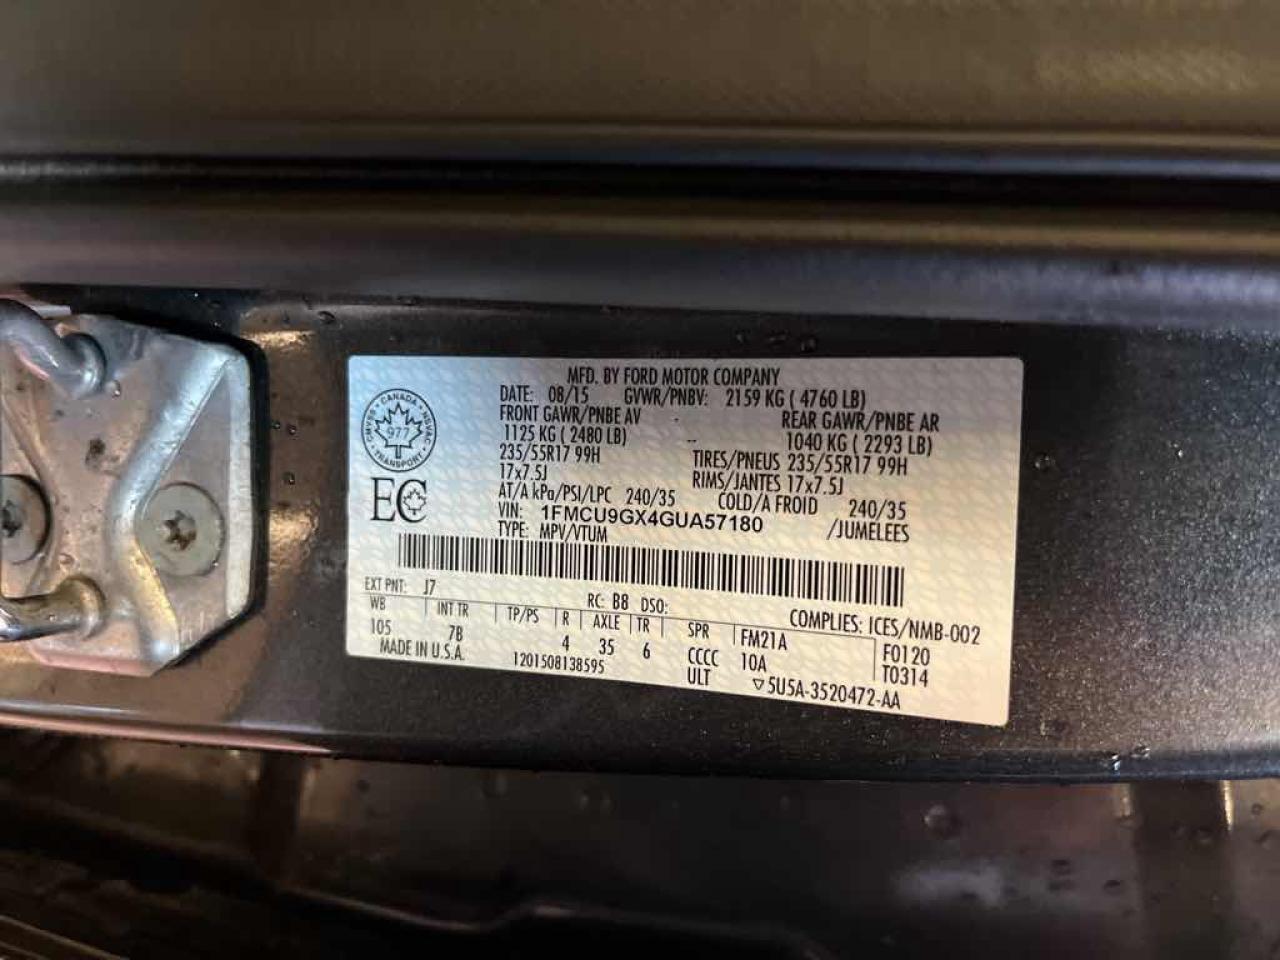 MFD. BY FORD MOTOR COMPANY
DATE: 08/15 GVWR/PNBV: 2159 KG ( 4760 LB)
FRONT GAWR/PNBE AV REAR GAWR/PNBE AR
1125 KG ( 2480 LB) 1040 KG ( 2293 LB)
235/55R17 99H TIRES/PNEUS 235/55R17 99H
17x7.5J RIMS/JANTES 17x7.5J
AT/A kPa/PSI/LPC 240/35 COLD/A FROID 240/35
VIN: 1FMCU9GX4GUA57180 /JUMELEES
TYPE: MPV/VTUM
CANADA
CMVSS NSVAC
977
TRANSPORT
EC
EXT PNT: J7 RC: B8 DSO: COMPLIES: ICES/NMB-002
WB INT TR TP/PS R AXLE TR SPR FM21A F0120
105 7B 4 35 6 CCCC 10A T0314
MADE IN U.S.A. 1201508138595 ULT ▽5U5A-3520472-AA